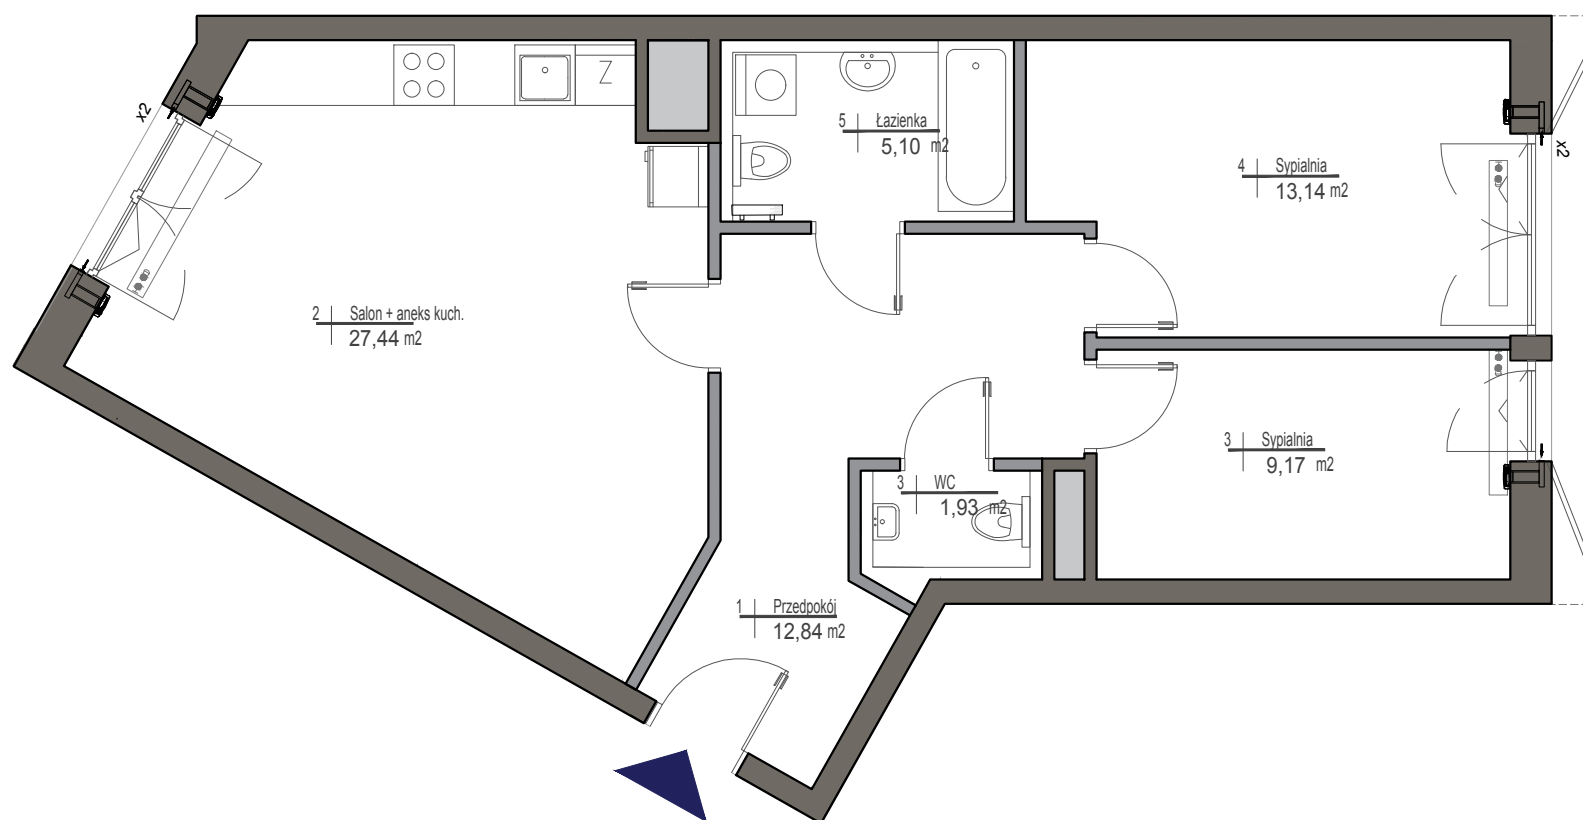 x2
Z
5 Łazienka
5,10 m2
4 Sypialnia
13,14 m2
x2
2 Salon + aneks kuch.
27,44 m2
3 Sypialnia
9,17 m2
3 WC
1,93 m2
1 Przedpokój
12,84 m2